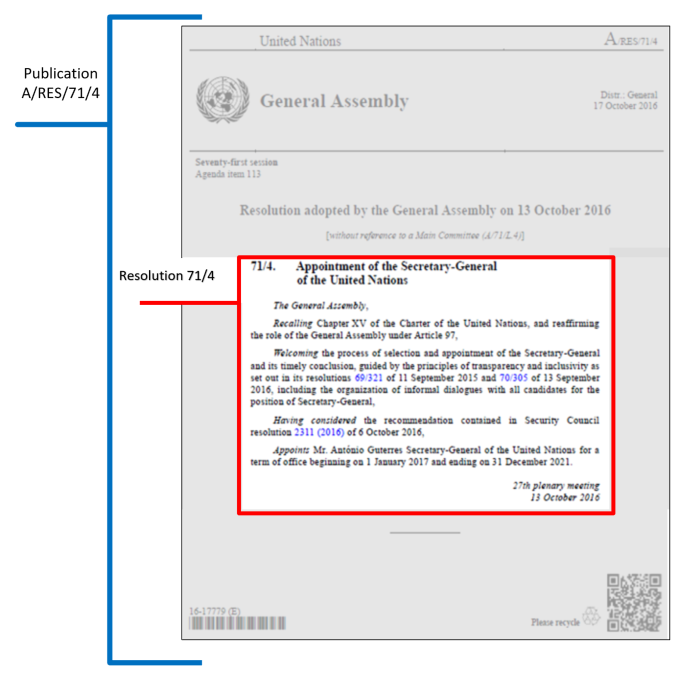 Publication
A/RES/71/4
United Nations
A/RES/71/4
General Assembly
Distr.: General
17 October 2016
Seventy-first session
Agenda item 113
Resolution adopted by the General Assembly on 13 October 2016
[without reference to a Main Committee (A/71/L.4)]
Resolution 71/4
71/4. Appointment of the Secretary-General
of the United Nations
The General Assembly,
Recalling Chapter XV of the Charter of the United Nations, and reaffirming
the role of the General Assembly under Article 97,
Welcoming the process of selection and appointment of the Secretary-General
and its timely conclusion, guided by the principles of transparency and inclusivity as
set out in its resolutions 69/321 of 11 September 2015 and 70/305 of 13 September
2016, including the organization of informal dialogues with all candidates for the
position of Secretary-General,
Having considered the recommendation contained in Security Council
resolution 2311 (2016) of 6 October 2016,
Appoints Mr. António Guterres Secretary-General of the United Nations for a
term of office beginning on 1 January 2017 and ending on 31 December 2021.
27th plenary meeting
13 October 2016
16-17779 (E)
Please recycle